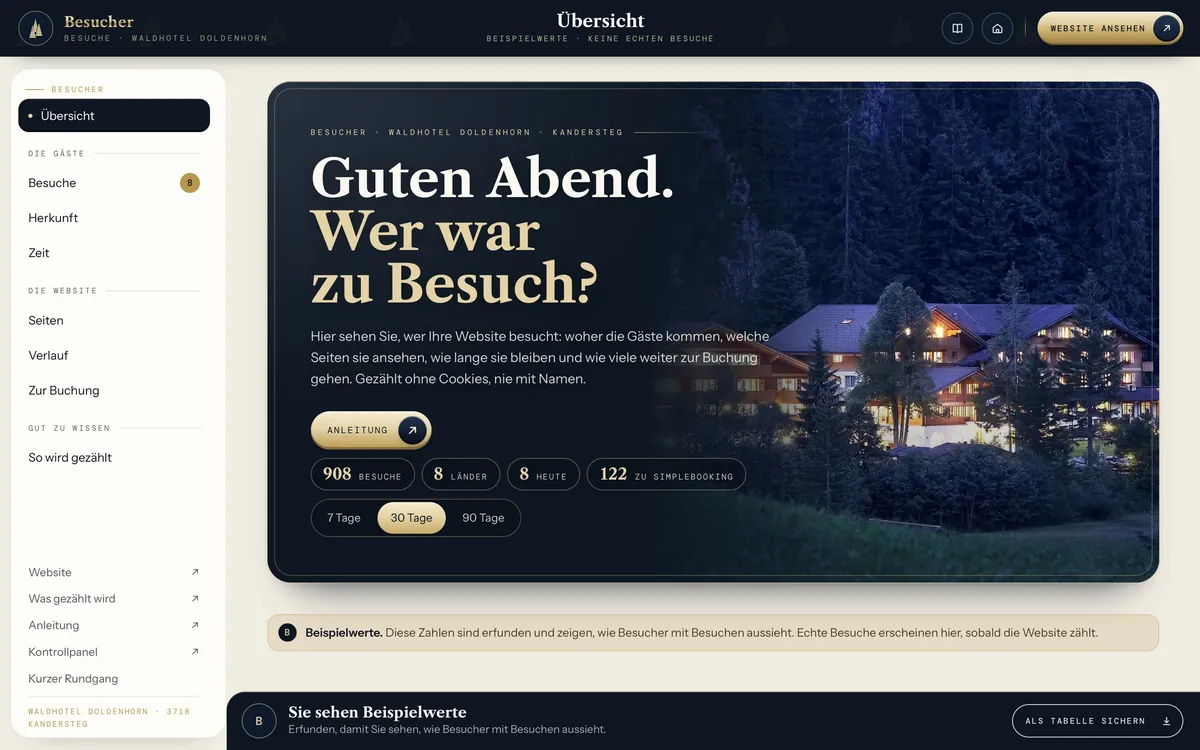 Besucher
BESUCHE · WALDHOTEL DOLDENHORN
Übersicht
BEISPIELWERTE · KEINE ECHTEN BESUCHE
WEBSITE ANSEHEN
BESUCHER
Übersicht
DIE GÄSTE
Besuche 8
Herkunft
Zeit
DIE WEBSITE
Seiten
Verlauf
Zur Buchung
GUT ZU WISSEN
So wird gezählt
Website
Was gezählt wird
Anleitung
Kontrollpanel
Kurzer Rundgang
WALDHOTEL DOLDENHORN · 3718
KANDERSTEG
BESUCHER · WALDHOTEL DOLDENHORN · KANDERSTEG
Guten Abend.
Wer war
zu Besuch?
Hier sehen Sie, wer Ihre Website besucht: woher die Gäste kommen, welche
Seiten sie ansehen, wie lange sie bleiben und wie viele weiter zur Buchung
gehen. Gezählt ohne Cookies, nie mit Namen.
ANLEITUNG
908 BESUCHE 8 LÄNDER 8 HEUTE 122 ZU SIMPLEBOOKING
7 Tage 30 Tage 90 Tage
B Beispielwerte. Diese Zahlen sind erfunden und zeigen, wie Besucher mit Besuchen aussieht. Echte Besuche erscheinen hier, sobald die Website zählt.
B
Sie sehen Beispielwerte
Erfunden, damit Sie sehen, wie Besucher mit Besuchen aussieht.
ALS TABELLE SICHERN